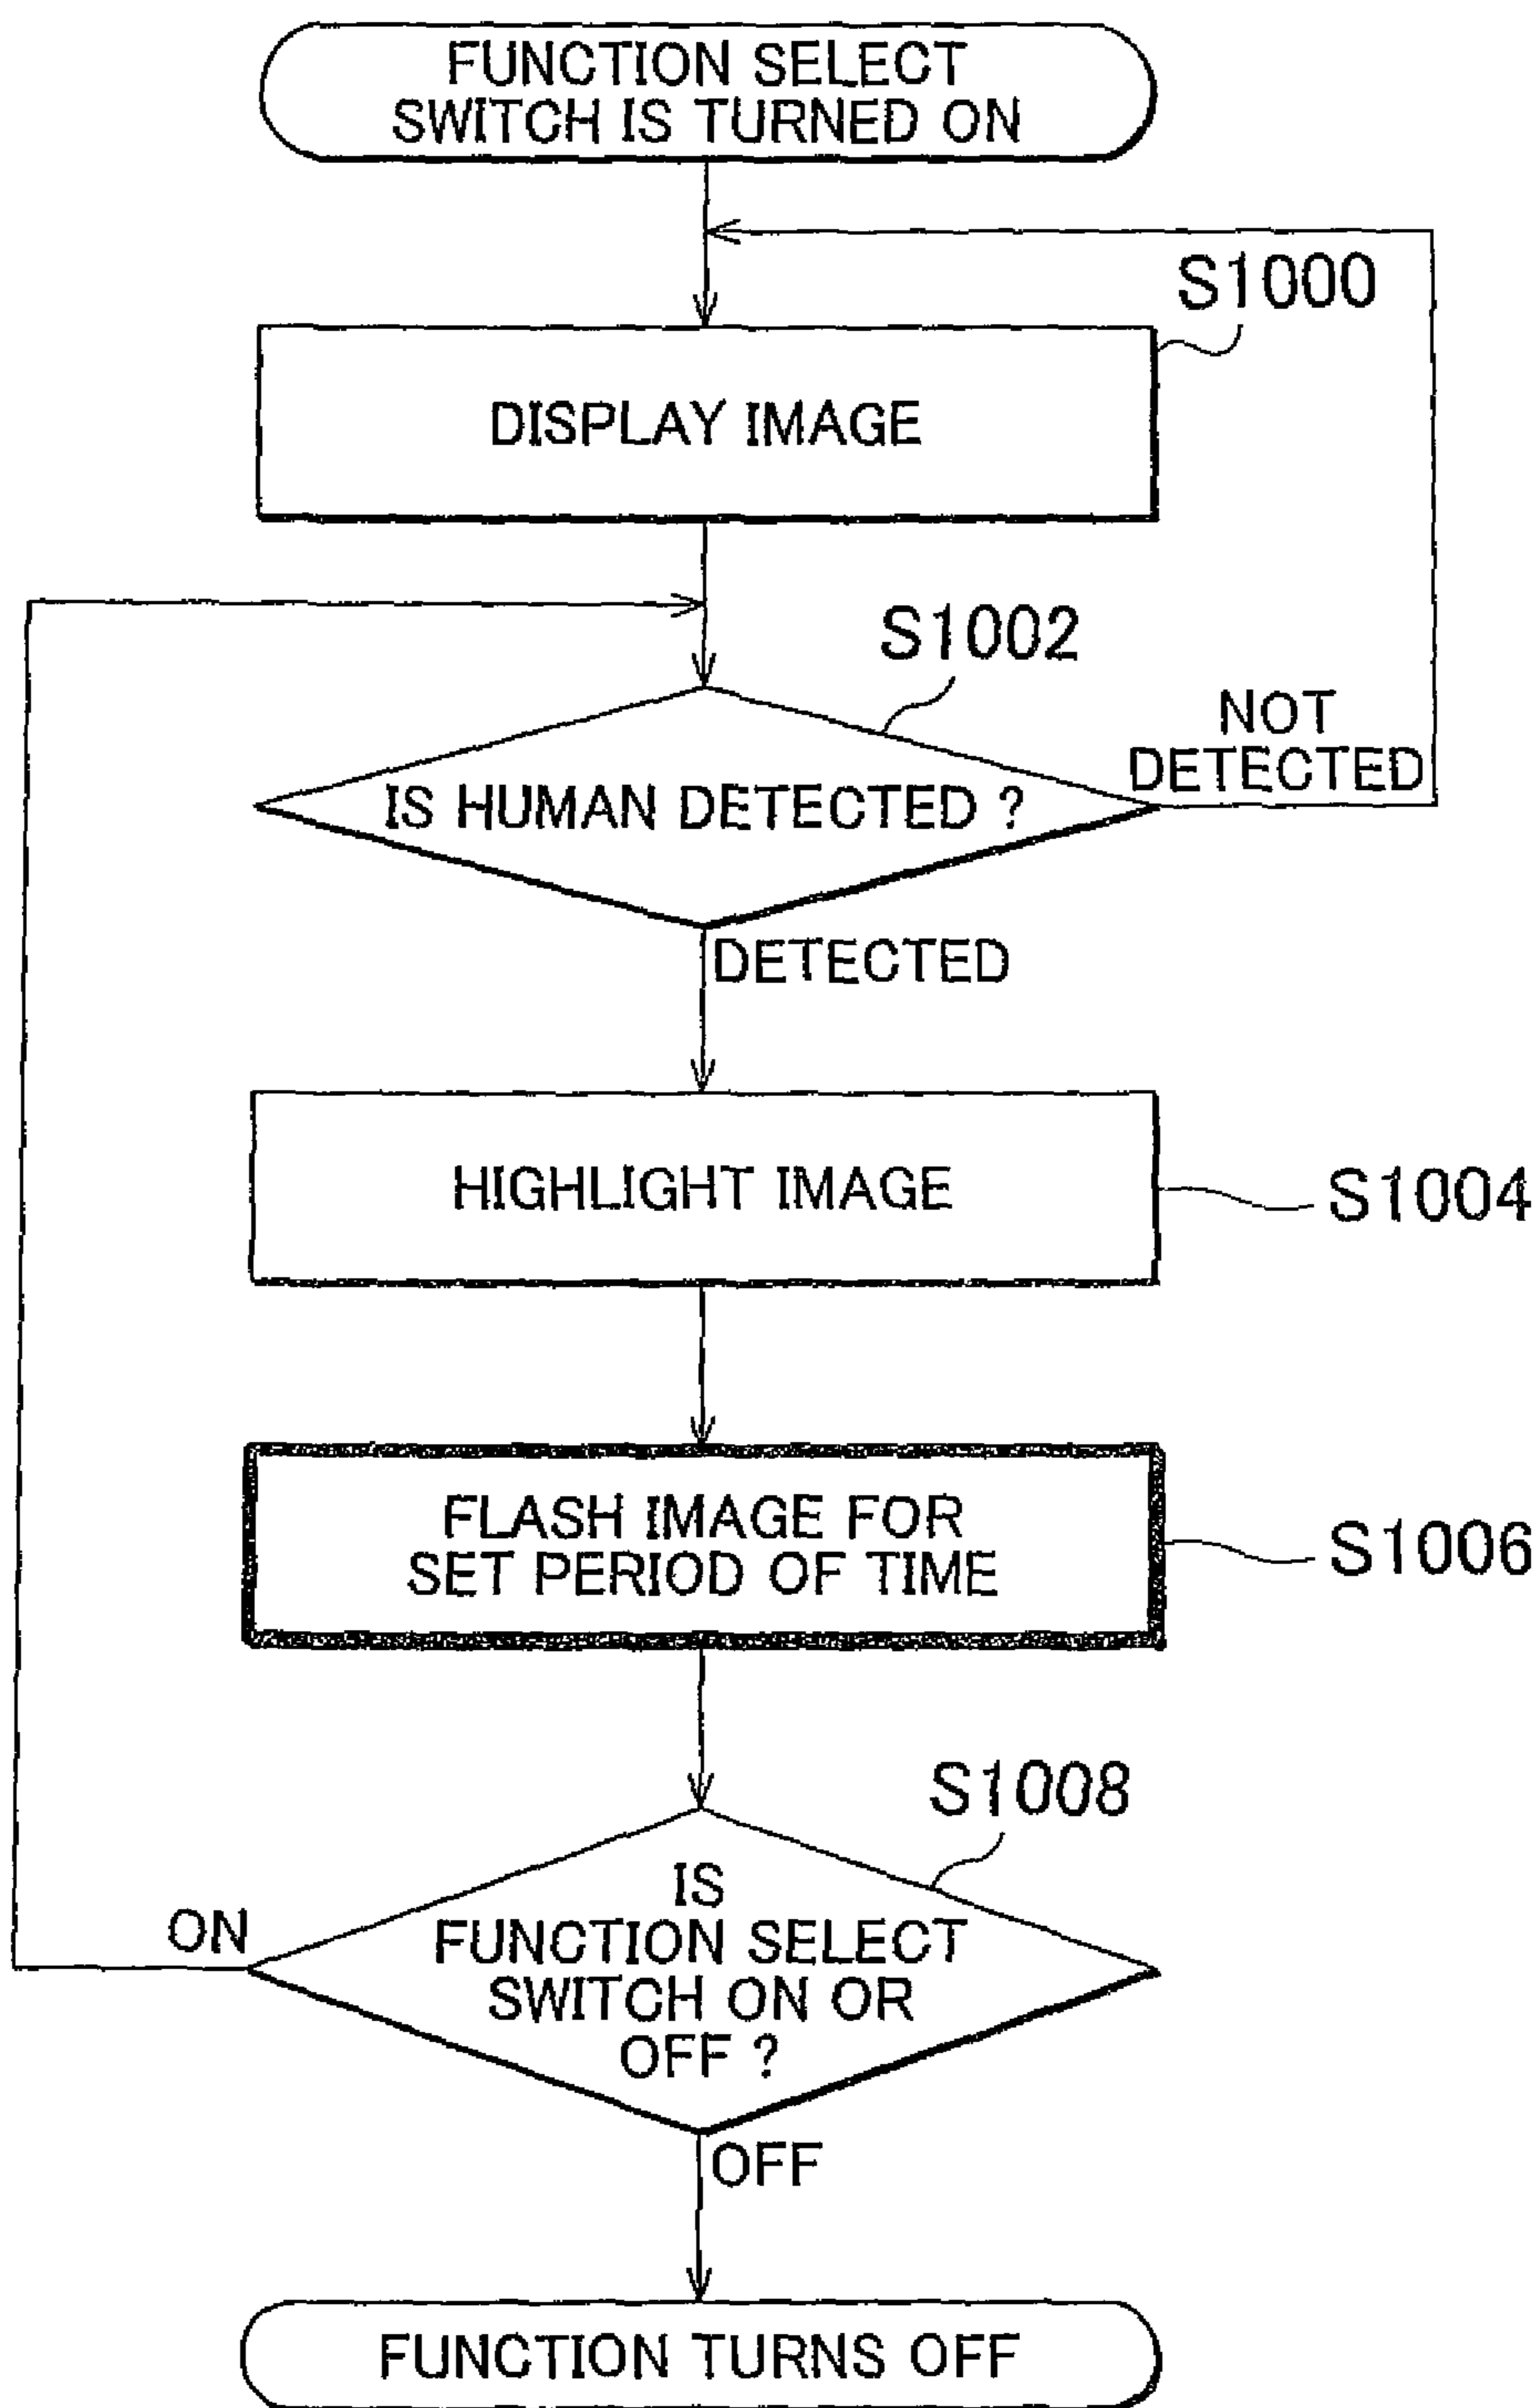 FUNCTION SELECT
SWITCH IS TURNED ON
S1000
DISPLAY IMAGE
S1002
NOT
DETECTED
IS HUMAN DETECTED ?
DETECTED
HIGHLIGHT IMAGE
S1004
FLASH IMAGE FOR
SET PERIOD OF TIME
S1006
S1008
IS
FUNCTION SELECT
SWITCH ON OR
OFF ?
ON
OFF
FUNCTION TURNS OFF